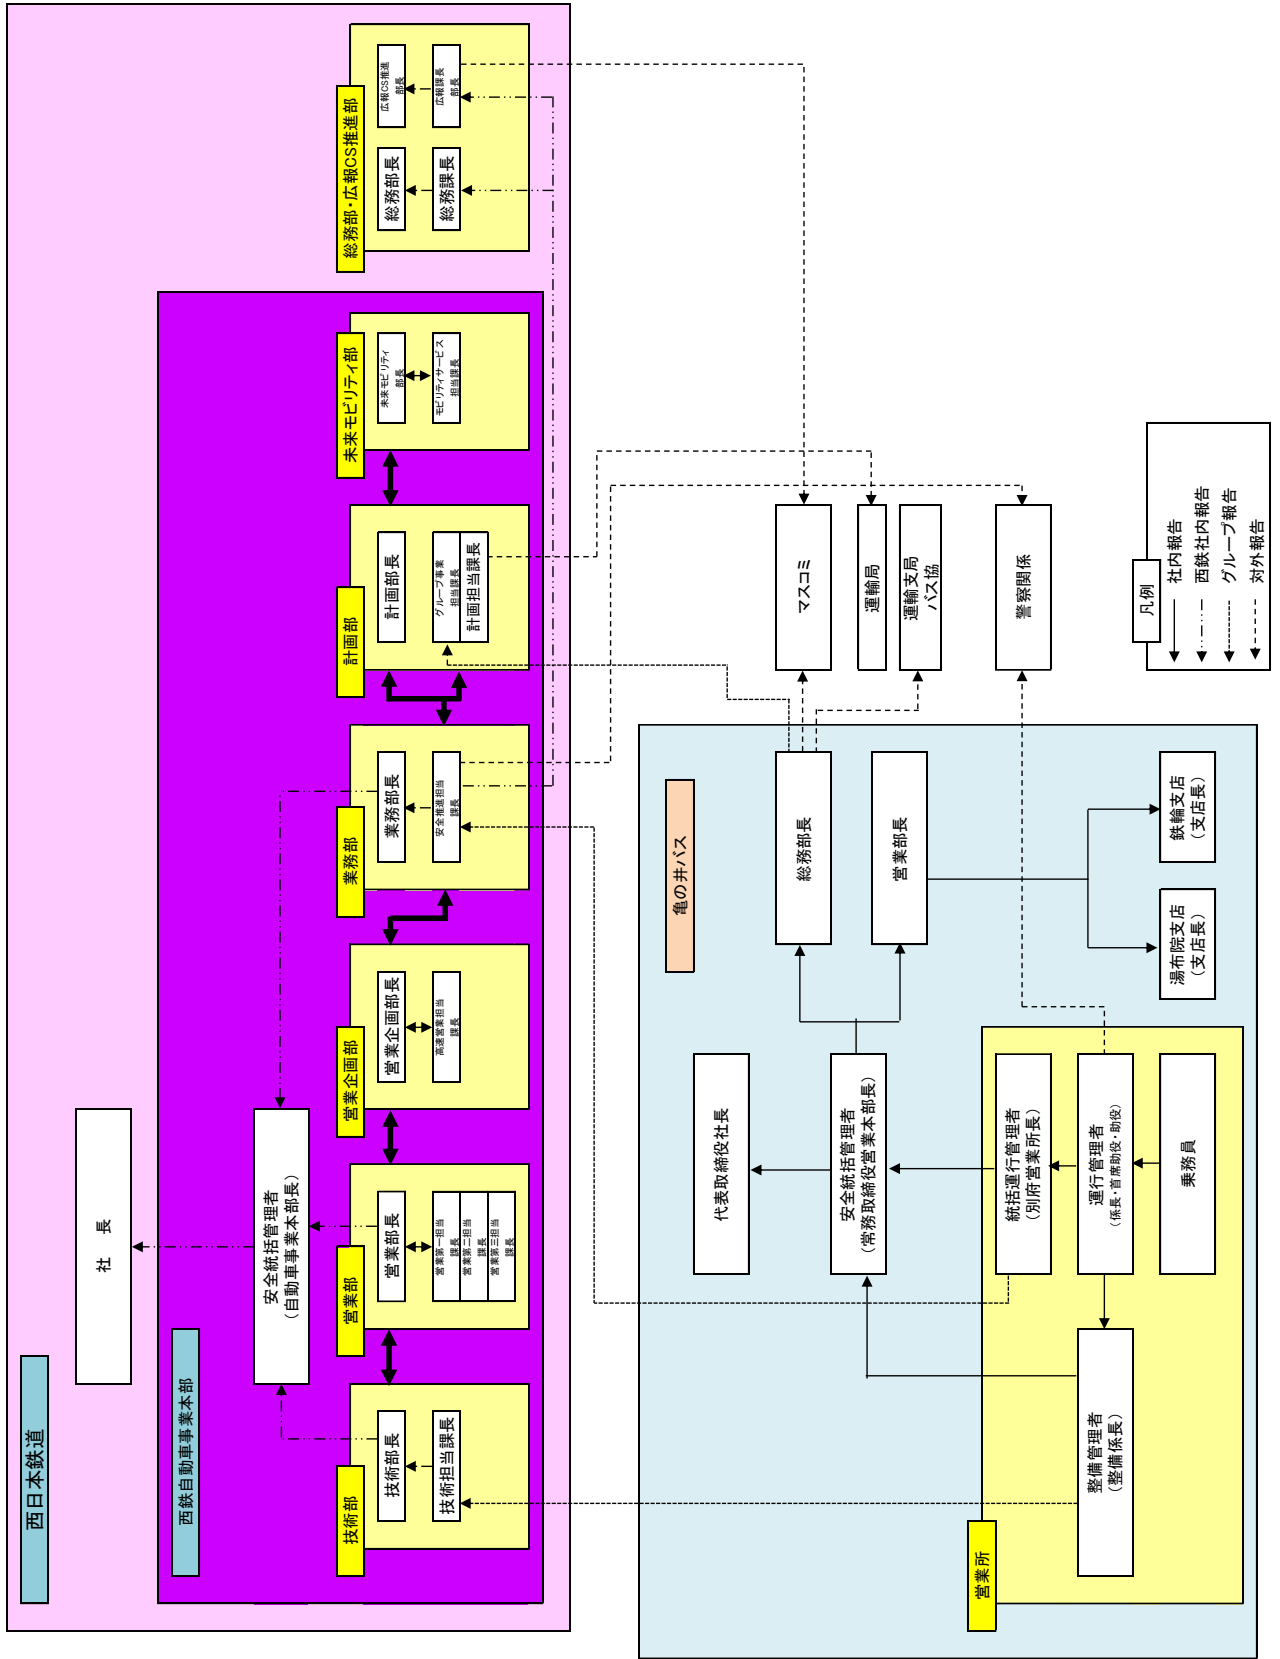 西日本鉄道
社　長
西鉄自動車事業本部
安全統括管理者
（自動車事業本部長）
技術部
技術部長
技術担当課長
営業部
営業部長
営業第一担当
課長
営業第二担当
課長
営業第三担当
課長
営業企画部
営業企画部長
高速営業担当
課長
業務部
業務部長
安全推進担当
課長
計画部
計画部長
グループ事業
担当課長
計画担当課長
未来モビリティ部
未来モビリティ
部長
モビリティサービス
担当課長
総務部・広報CS推進部
総務部長
総務課長
広報CS推進
部長
広報課長
部長
亀の井バス
代表取締役社長
安全統括管理者
（常務取締役営業本部長）
総務部長
営業部長
湯布院支店
（支店長）
鉄輪支店
（支店長）
営業所
統括運行管理者
（別府営業所長）
運行管理者
（係長・首席助役・助役）
乗務員
整備管理者
（整備係長）
マスコミ
運輸局
運輸支局
バス協
警察関係
凡例
社内報告
西鉄社内報告
グループ報告
対外報告